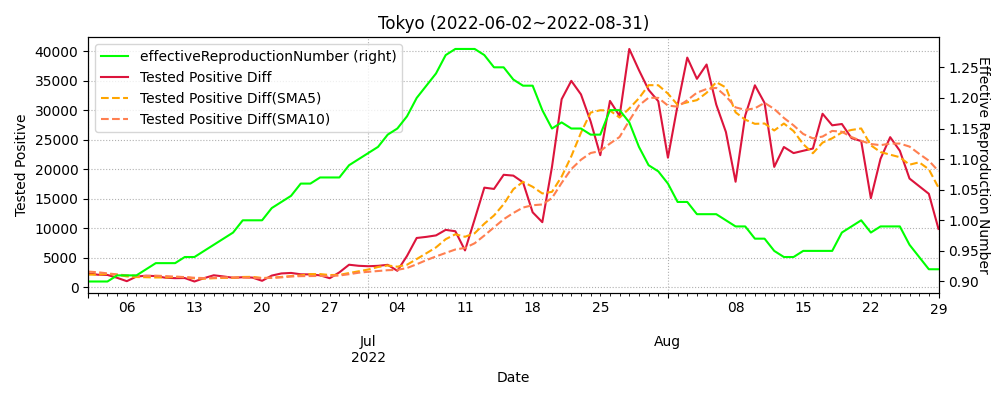 Tokyo (2022-06-02~2022-08-31)
effectiveReproductionNumber (right)
Tested Positive Diff
Tested Positive Diff(SMA5)
Tested Positive Diff(SMA10)
Tested Positive
40000
35000
30000
25000
20000
15000
10000
5000
0
Effective Reproduction Number
1.25
1.20
1.15
1.10
1.05
1.00
0.95
0.90
06 13 20 27 04 11 18 25 08 15 22 29
Jul Aug
2022
Date